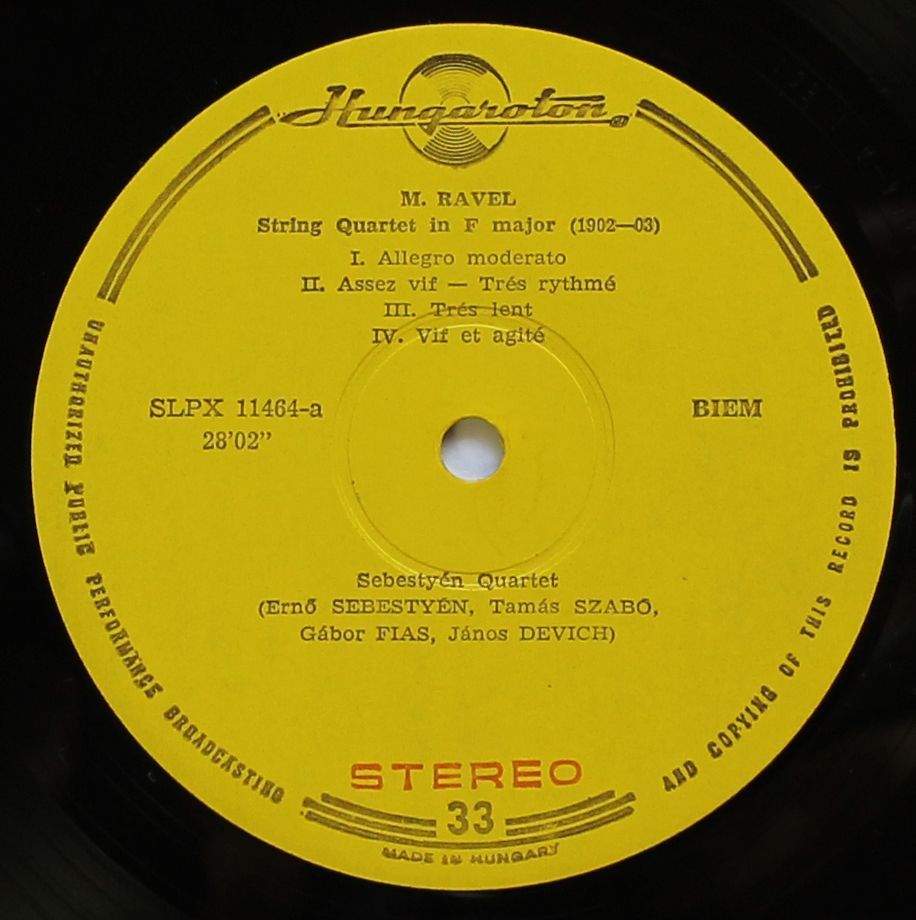 Hungaroton
M. RAVEL
String Quartet in F major (1902—03)
I. Allegro moderato
II. Assez vif — Trés rythmé
III. Trés lent
IV. Vif et agité
SLPX 11464-a
28'02”
BIEM
Sebestyén Quartet
(Ernő SEBESTYÉN, Tamás SZABÓ,
Gábor FIAS, János DEVICH)
STEREO
33
MADE IN HUNGARY
UNAUTHORIZED PUBLIC PERFORMANCE BROADCASTING
AND COPYING OF THIS RECORD IS PROHIBITED